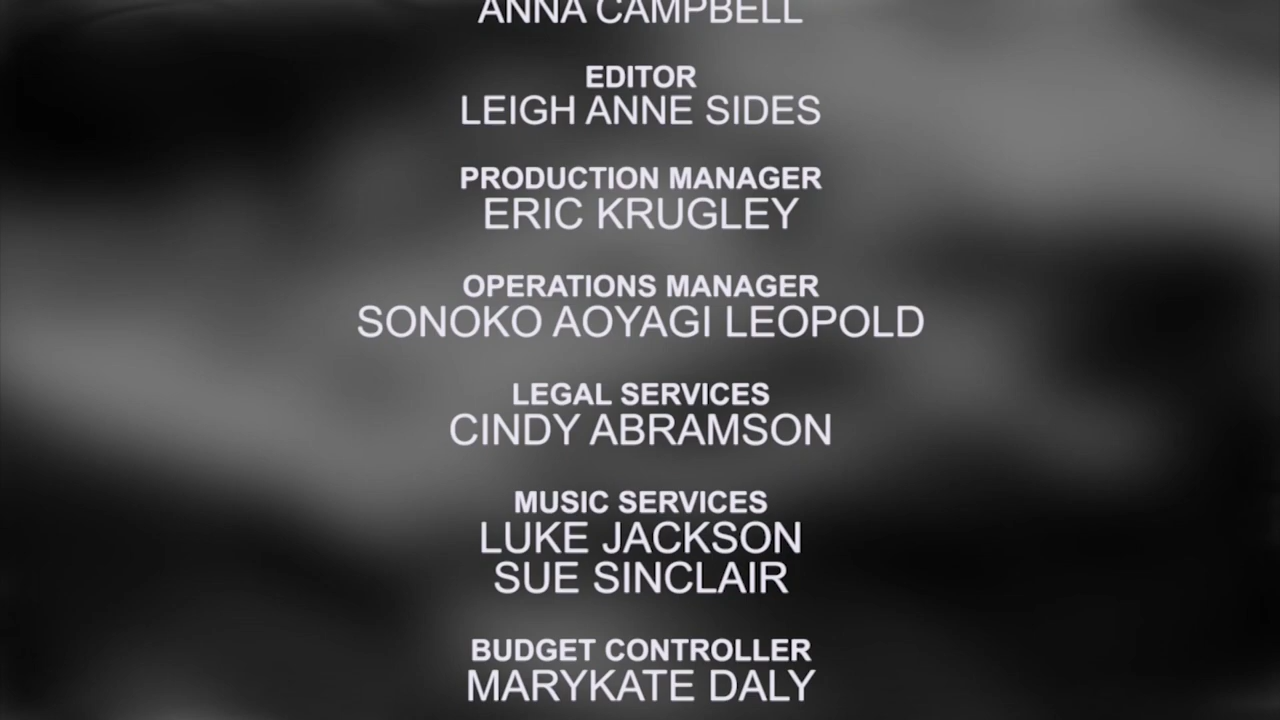 ANNA CAMPBELL
EDITOR
LEIGH ANNE SIDES
PRODUCTION MANAGER
ERIC KRUGLEY
OPERATIONS MANAGER
SONOKO AOYAGI LEOPOLD
LEGAL SERVICES
CINDY ABRAMSON
MUSIC SERVICES
LUKE JACKSON
SUE SINCLAIR
BUDGET CONTROLLER
MARYKATE DALY